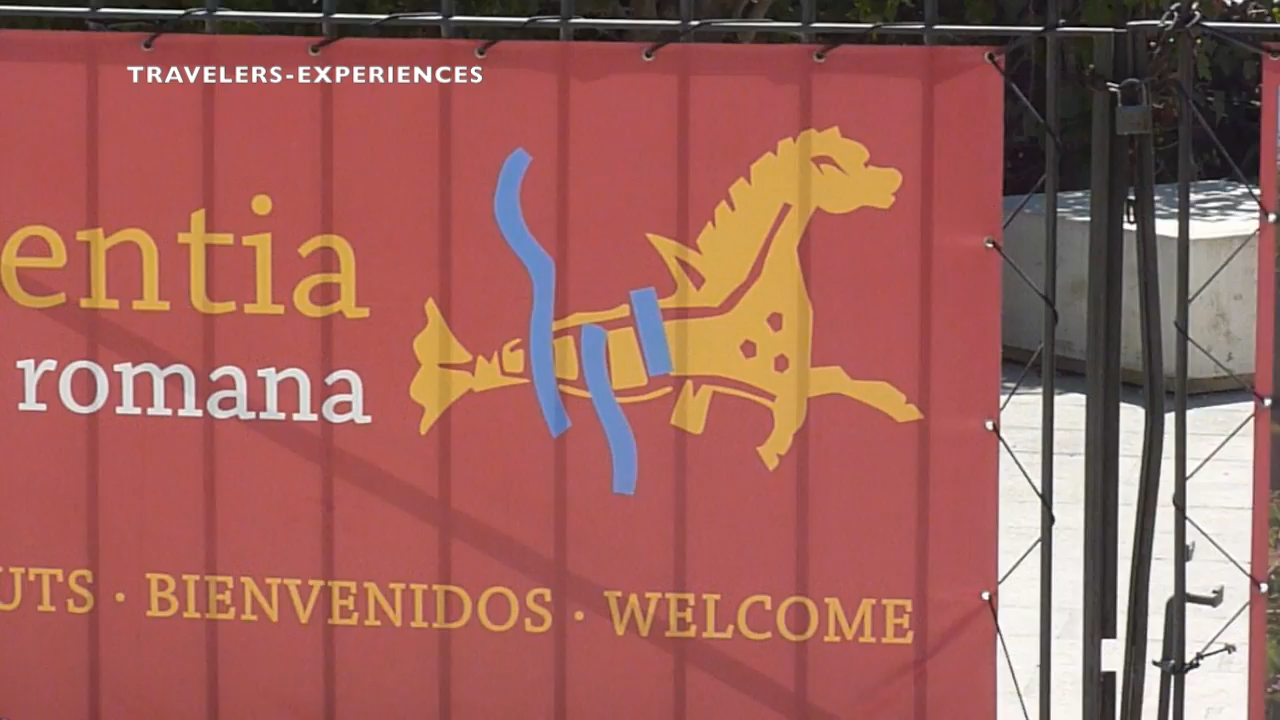 TRAVELERS-EXPERIENCES
entia
romana
UTS · BIENVENIDOS · WELCOME